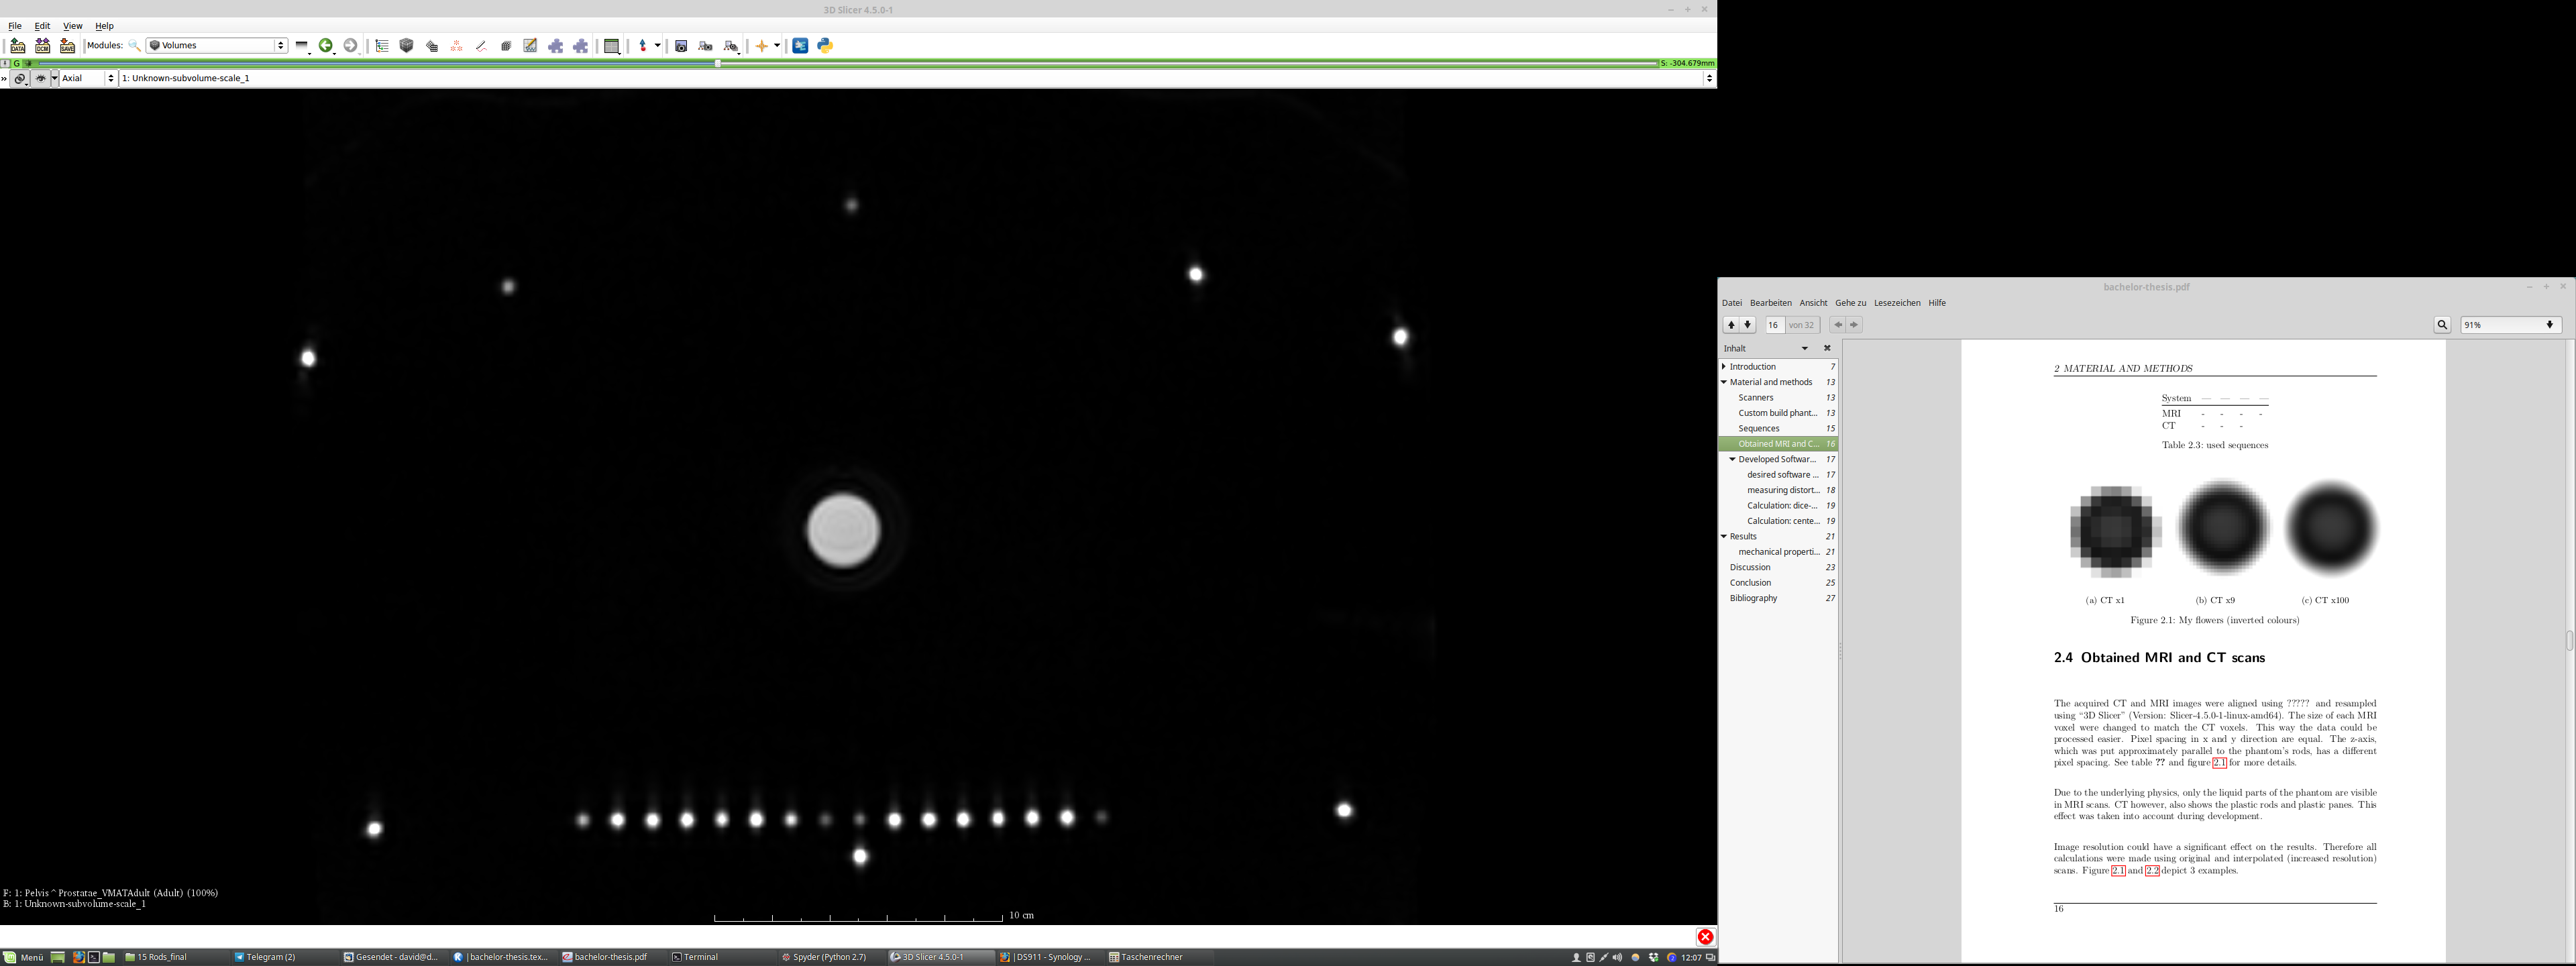 3D Slicer 4.5.0-1
File Edit View Help
DATA DCM SAVE Modules: Volumes
G S: -304.679mm
» Axial 1: Unknown-subvolume-scale_1
F: 1: Pelvis^Prostatae_VMATAdult (Adult) (100%)
B: 1: Unknown-subvolume-scale_1
10 cm
bachelor-thesis.pdf
Datei Bearbeiten Ansicht Gehe zu Lesezeichen Hilfe
16 von 32 91%
Inhalt
Introduction 7
Material and methods 13
Scanners 13
Custom build phant... 13
Sequences 15
Obtained MRI and C... 16
Developed Softwar... 17
desired software ... 17
measuring distort... 18
Calculation: dice-... 19
Calculation: cente... 19
Results 21
mechanical properti... 21
Discussion 23
Conclusion 25
Bibliography 27
2 MATERIAL AND METHODS
System — — — —
MRI - - - -
CT - - -
Table 2.3: used sequences
(a) CT x1 (b) CT x9 (c) CT x100
Figure 2.1: My flowers (inverted colours)
2.4 Obtained MRI and CT scans
The acquired CT and MRI images were aligned using ????? and resampled
using “3D Slicer” (Version: Slicer-4.5.0-1-linux-amd64). The size of each MRI
voxel were changed to match the CT voxels. This way the data could be
processed easier. Pixel spacing in x and y direction are equal. The z-axis,
which was put approximately parallel to the phantom's rods, has a different
pixel spacing. See table ?? and figure 2.1 for more details.
Due to the underlying physics, only the liquid parts of the phantom are visible
in MRI scans. CT however, also shows the plastic rods and plastic panes. This
effect was taken into account during development.
Image resolution could have a significant effect on the results. Therefore all
calculations were made using original and interpolated (increased resolution)
scans. Figure 2.1 and 2.2 depict 3 examples.
16
Menü 15 Rods_final Telegram (2) Gesendet - david@d... |bachelor-thesis.tex... bachelor-thesis.pdf Terminal Spyder (Python 2.7) 3D Slicer 4.5.0-1 |DS911 - Synology ... Taschenrechner 12:07